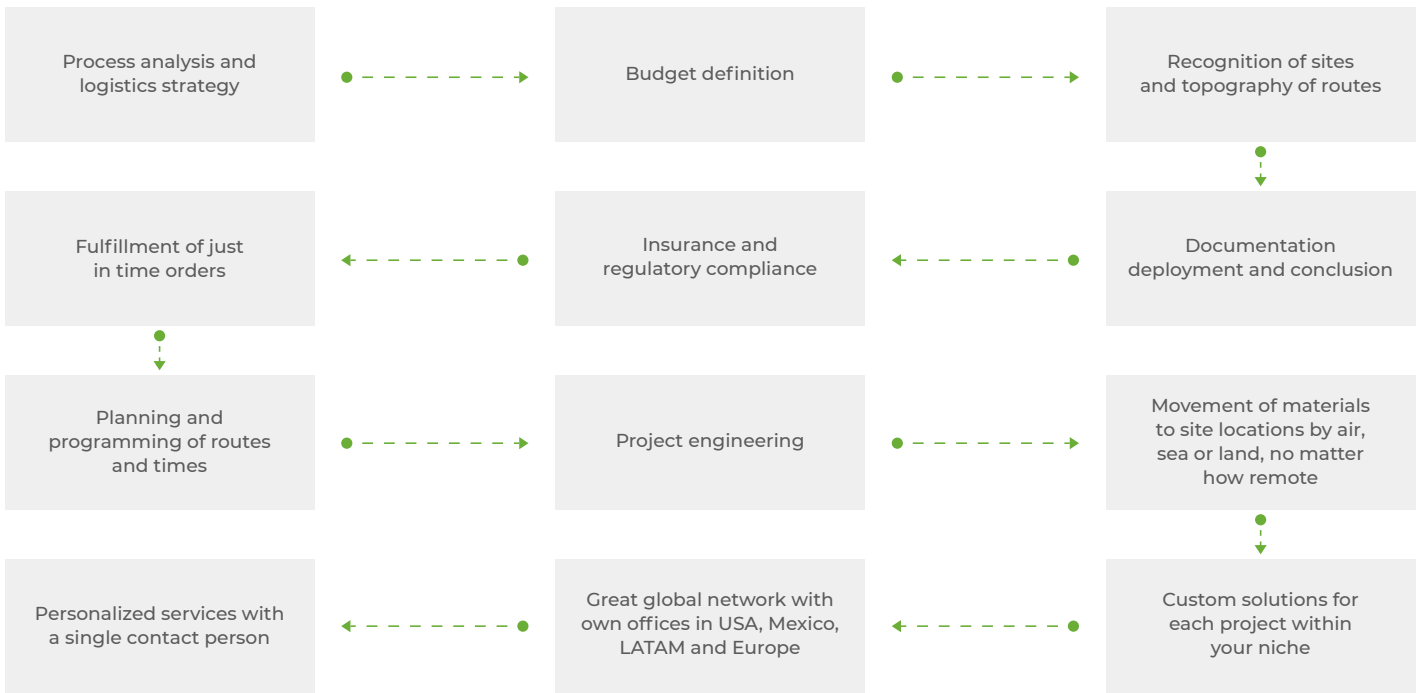 Process analysis and
logistics strategy
Budget definition
Recognition of sites
and topography of routes
Fulfillment of just
in time orders
Insurance and
regulatory compliance
Documentation
deployment and conclusion
Planning and
programming of routes
and times
Project engineering
Movement of materials
to site locations by air,
sea or land, no matter
how remote
Personalized services with
a single contact person
Great global network with
own offices in USA, Mexico,
LATAM and Europe
Custom solutions for
each project within
your niche